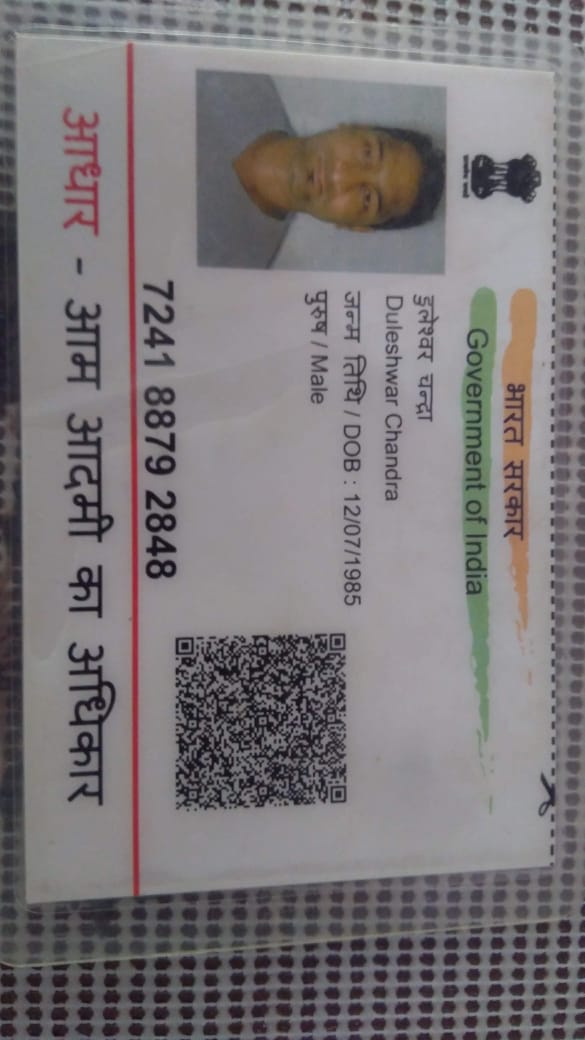 भारत सरकार
Government of India
डुलेश्वर चन्द्रा
Duleshwar Chandra
जन्म तिथि / DOB : 12/07/1985
पुरुष / Male
7241 8879 2848
आधार - आम आदमी का अधिकार